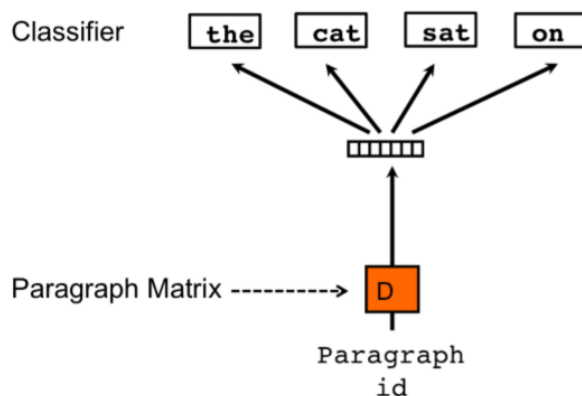 Classifier the cat sat on
Paragraph Matrix D
Paragraph
id